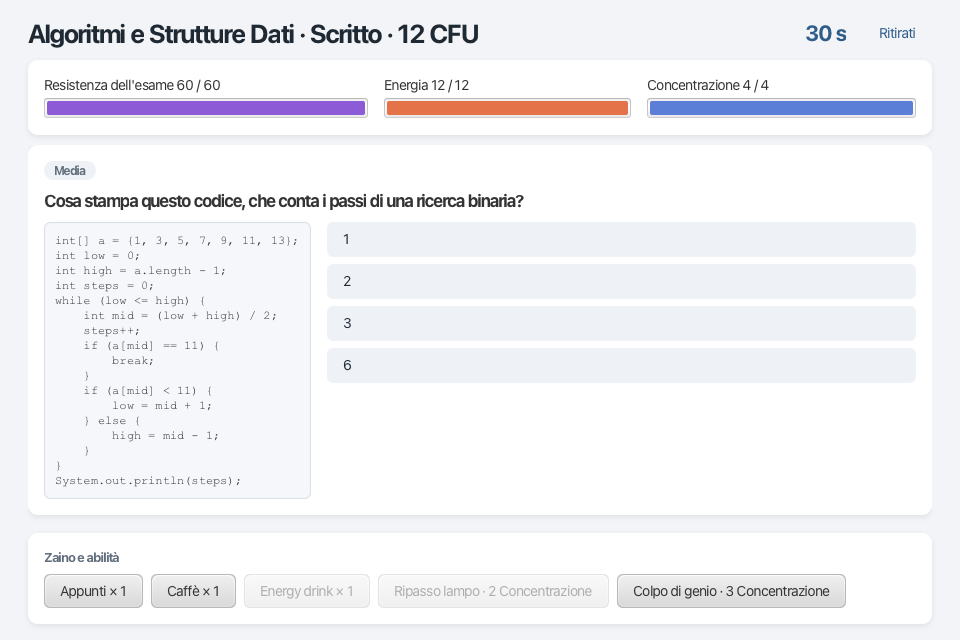 Algoritmi e Strutture Dati · Scritto · 12 CFU
30 s
Ritirati
Resistenza dell'esame 60 / 60
Energia 12 / 12
Concentrazione 4 / 4
Media
Cosa stampa questo codice, che conta i passi di una ricerca binaria?
int[] a = {1, 3, 5, 7, 9, 11, 13};
int low = 0;
int high = a.length - 1;
int steps = 0;
while (low <= high) {
    int mid = (low + high) / 2;
    steps++;
    if (a[mid] == 11) {
        break;
    }
    if (a[mid] < 11) {
        low = mid + 1;
    } else {
        high = mid - 1;
    }
}
System.out.println(steps);
1
2
3
6
Zaino e abilità
Appunti × 1
Caffè × 1
Energy drink × 1
Ripasso lampo · 2 Concentrazione
Colpo di genio · 3 Concentrazione